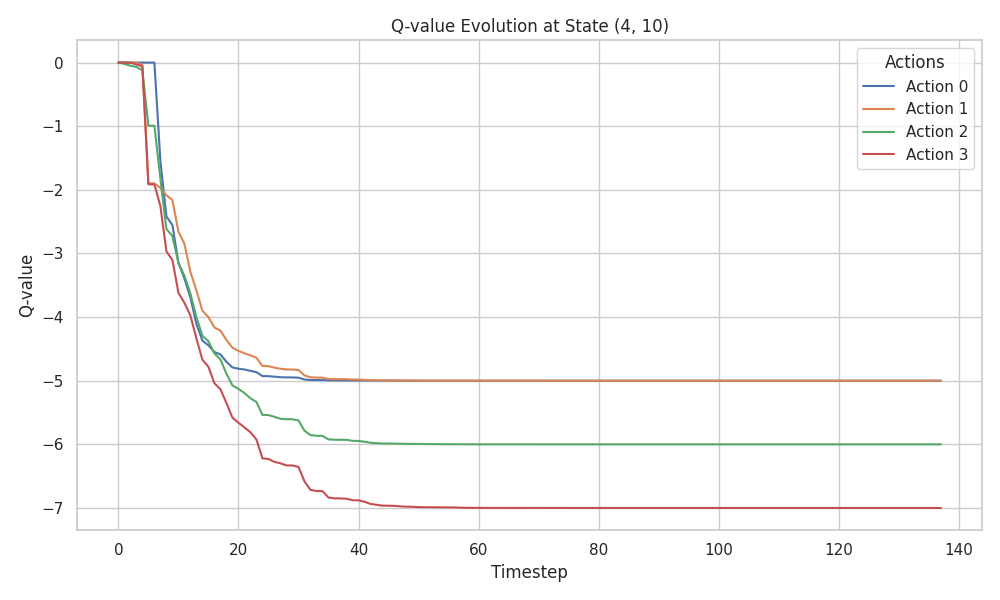 Q-value Evolution at State (4, 10)
Actions
Action 0
Action 1
Action 2
Action 3
Q-value
0
−1
−2
−3
−4
−5
−6
−7
0 20 40 60 80 100 120 140
Timestep